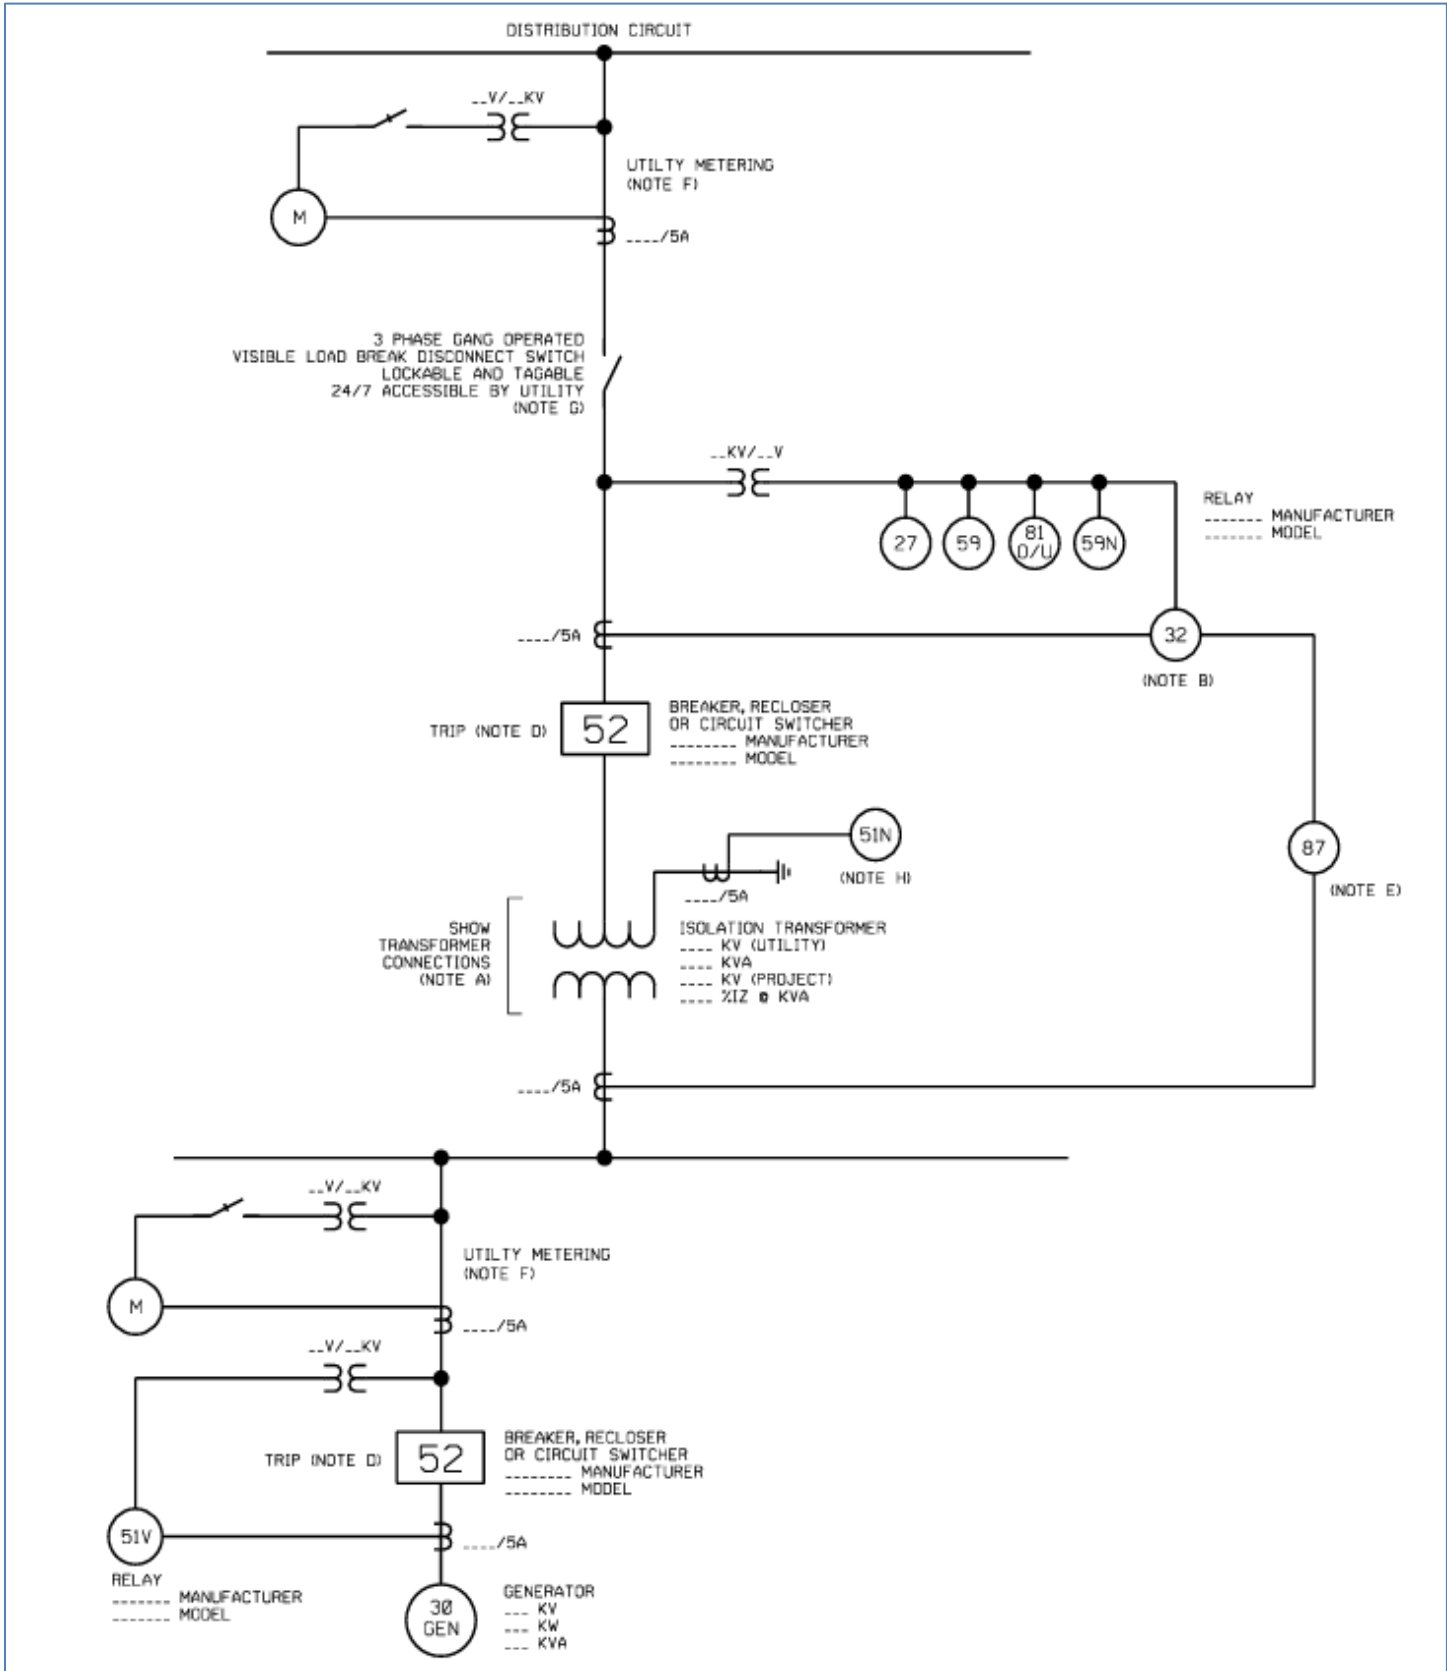 DISTRIBUTION CIRCUIT
__V/__KV
UTILTY METERING
(NOTE F)
M
____/5A
3 PHASE GANG OPERATED
VISIBLE LOAD BREAK DISCONNECT SWITCH
LOCKABLE AND TAGABLE
24/7 ACCESSIBLE BY UTILITY
(NOTE G)
__KV/__V
RELAY
_______ MANUFACTURER
_______ MODEL
27
59
81
O/U
59N
____/5A
32
(NOTE B)
TRIP (NOTE D)
52
BREAKER, RECLOSER
OR CIRCUIT SWITCHER
________ MANUFACTURER
________ MODEL
51N
(NOTE H)
87
(NOTE E)
____/5A
SHOW
TRANSFORMER
CONNECTIONS
(NOTE A)
ISOLATION TRANSFORMER
____ KV (UTILITY)
____ KVA
____ KV (PROJECT)
____ %IZ @ KVA
____/5A
__V/__KV
UTILTY METERING
(NOTE F)
M
____/5A
__V/__KV
TRIP (NOTE D)
52
BREAKER, RECLOSER
OR CIRCUIT SWITCHER
________ MANUFACTURER
________ MODEL
51V
____/5A
RELAY
_______ MANUFACTURER
_______ MODEL
30
GEN
GENERATOR
___ KV
___ KW
___ KVA